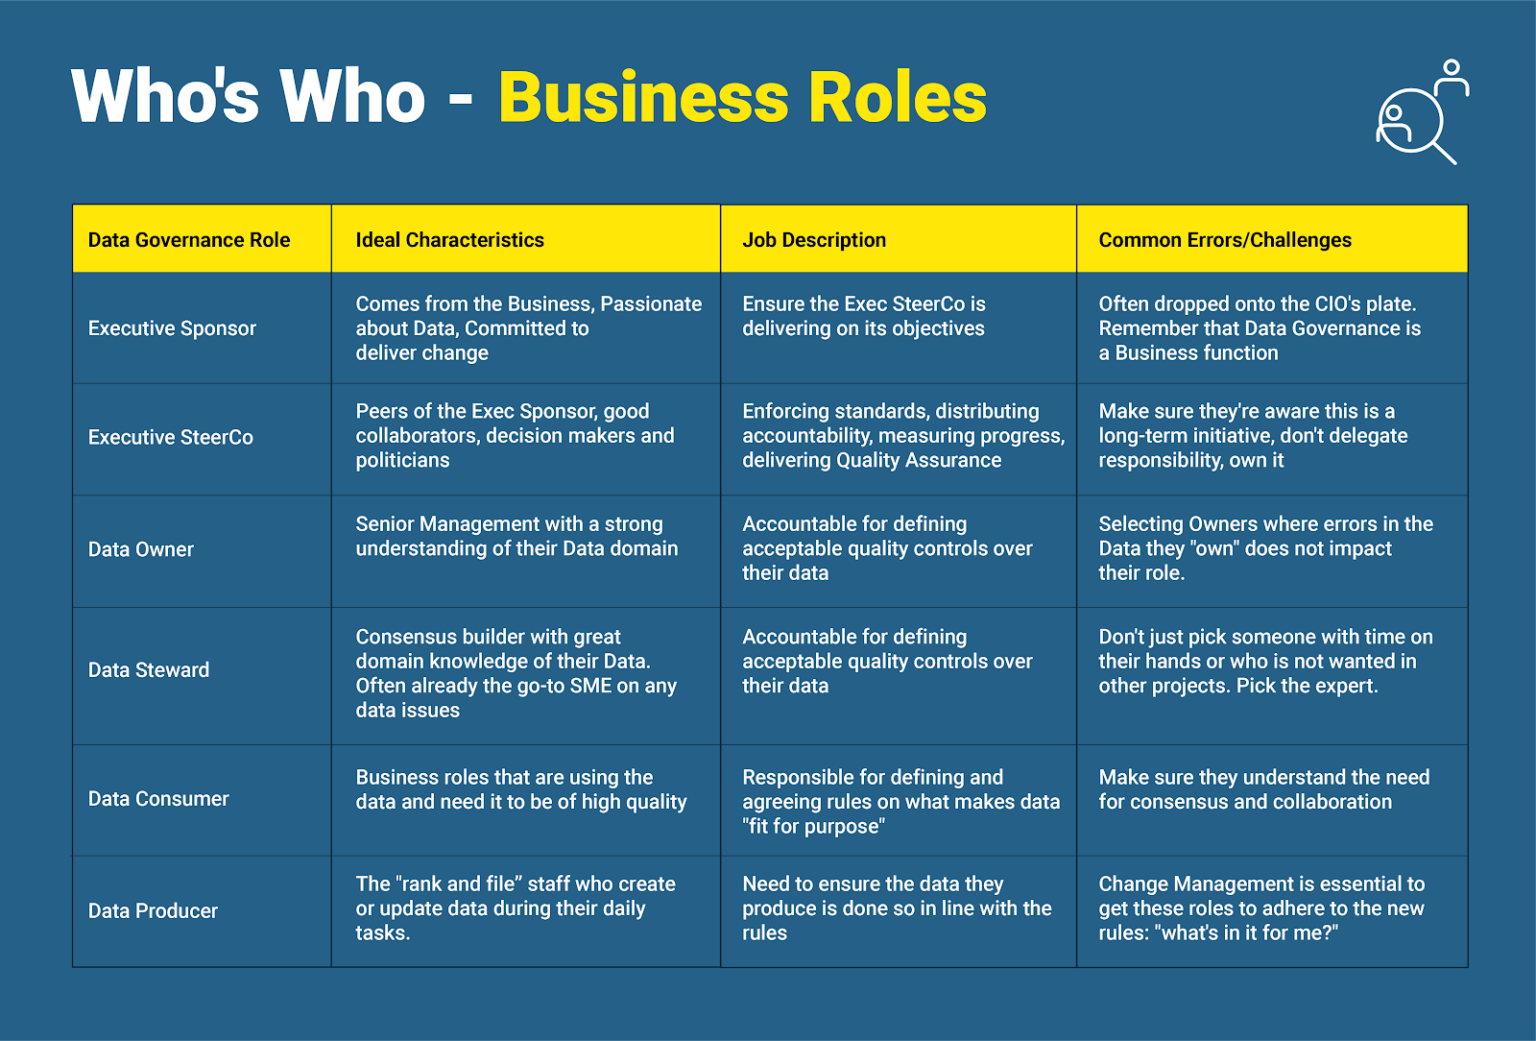 Who's Who - Business Roles
Data Governance Role
Ideal Characteristics
Job Description
Common Errors/Challenges
Executive Sponsor
Comes from the Business, Passionate
about Data, Committed to
deliver change
Ensure the Exec SteerCo is
delivering on its objectives
Often dropped onto the CIO's plate.
Remember that Data Governance is
a Business function
Executive SteerCo
Peers of the Exec Sponsor, good
collaborators, decision makers and
politicians
Enforcing standards, distributing
accountability, measuring progress,
delivering Quality Assurance
Make sure they're aware this is a
long-term initiative, don't delegate
responsibility, own it
Data Owner
Senior Management with a strong
understanding of their Data domain
Accountable for defining
acceptable quality controls over
their data
Selecting Owners where errors in the
Data they "own" does not impact
their role.
Data Steward
Consensus builder with great
domain knowledge of their Data.
Often already the go-to SME on any
data issues
Accountable for defining
acceptable quality controls over
their data
Don't just pick someone with time on
their hands or who is not wanted in
other projects. Pick the expert.
Data Consumer
Business roles that are using the
data and need it to be of high quality
Responsible for defining and
agreeing rules on what makes data
"fit for purpose"
Make sure they understand the need
for consensus and collaboration
Data Producer
The "rank and file” staff who create
or update data during their daily
tasks.
Need to ensure the data they
produce is done so in line with the
rules
Change Management is essential to
get these roles to adhere to the new
rules: "what's in it for me?"